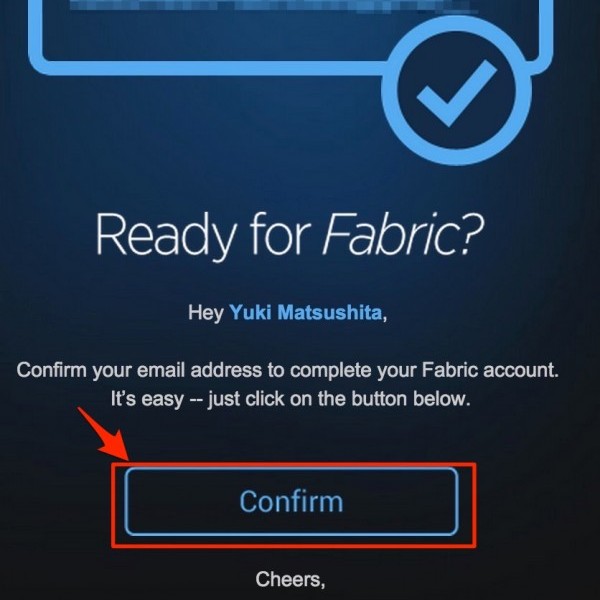 Ready for Fabric?
Hey Yuki Matsushita,
Confirm your email address to complete your Fabric account.
It's easy -- just click on the button below.
Confirm
Cheers,